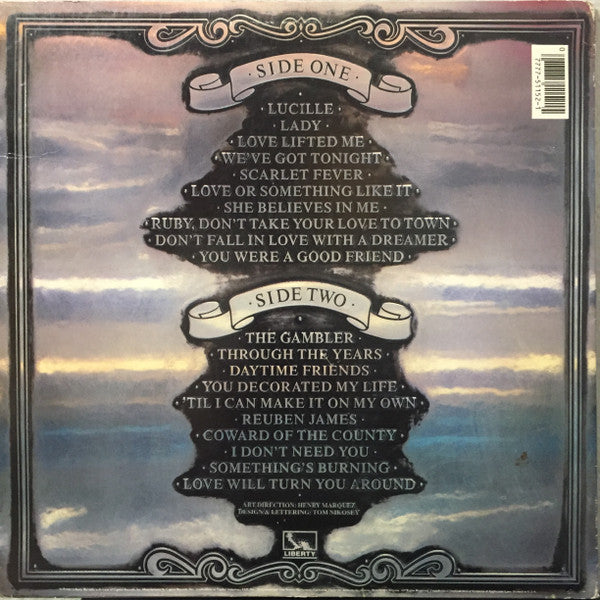 · SIDE ONE ·
0 7777-51152-1
· LUCILLE ·
· LADY ·
· LOVE LIFTED ME ·
· WE'VE GOT TONIGHT ·
· SCARLET FEVER ·
· LOVE OR SOMETHING LIKE IT ·
· SHE BELIEVES IN ME ·
· RUBY, DON'T TAKE YOUR LOVE TO TOWN ·
· DON'T FALL IN LOVE WITH A DREAMER ·
· YOU WERE A GOOD FRIEND ·
· SIDE TWO ·
· THE GAMBLER ·
· THROUGH THE YEARS ·
· DAYTIME FRIENDS ·
· YOU DECORATED MY LIFE ·
· 'TIL I CAN MAKE IT ON MY OWN ·
· REUBEN JAMES ·
· COWARD OF THE COUNTY ·
· I DON'T NEED YOU ·
· SOMETHING'S BURNING ·
· LOVE WILL TURN YOU AROUND ·
ART DIRECTION: HENRY MARQUEZ
DESIGN & LETTERING: TOM NIKOSEY
LIBERTY